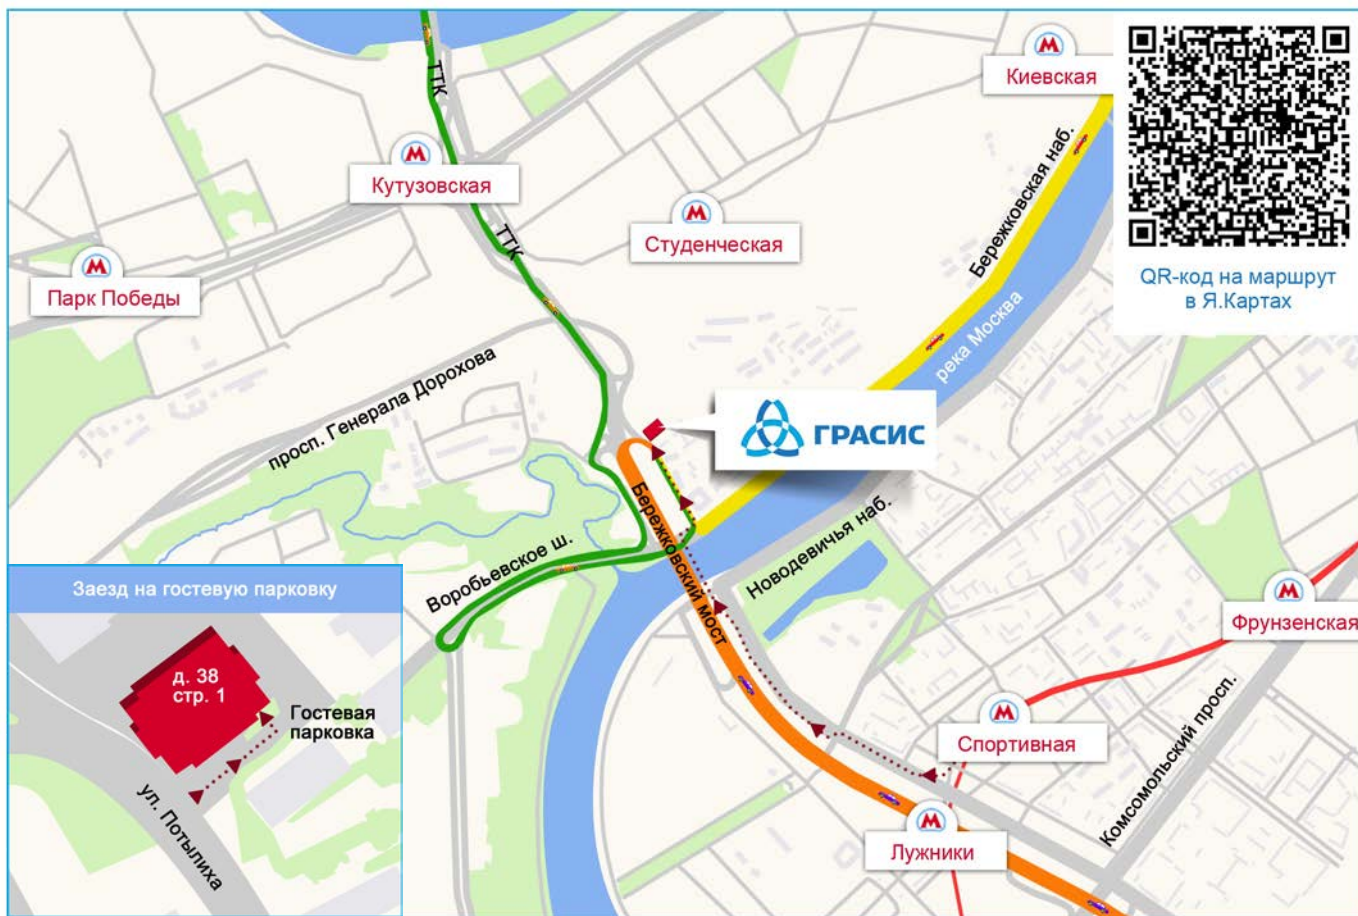 ТТК
Киевская
Кутузовская
Бережковская наб.
Студенческая
ТТК
QR-код на маршрут
в Я.Картах
Парк Победы
река Москва
просп. Генерала Дорохова
ГРАСИС
Бережковский мост
Новодевичья наб.
Воробьевское ш.
Фрунзенская
Спортивная
Комсомольский просп.
Лужники
Заезд на гостевую парковку
д. 38
стр. 1
Гостевая
парковка
ул. Потылиха